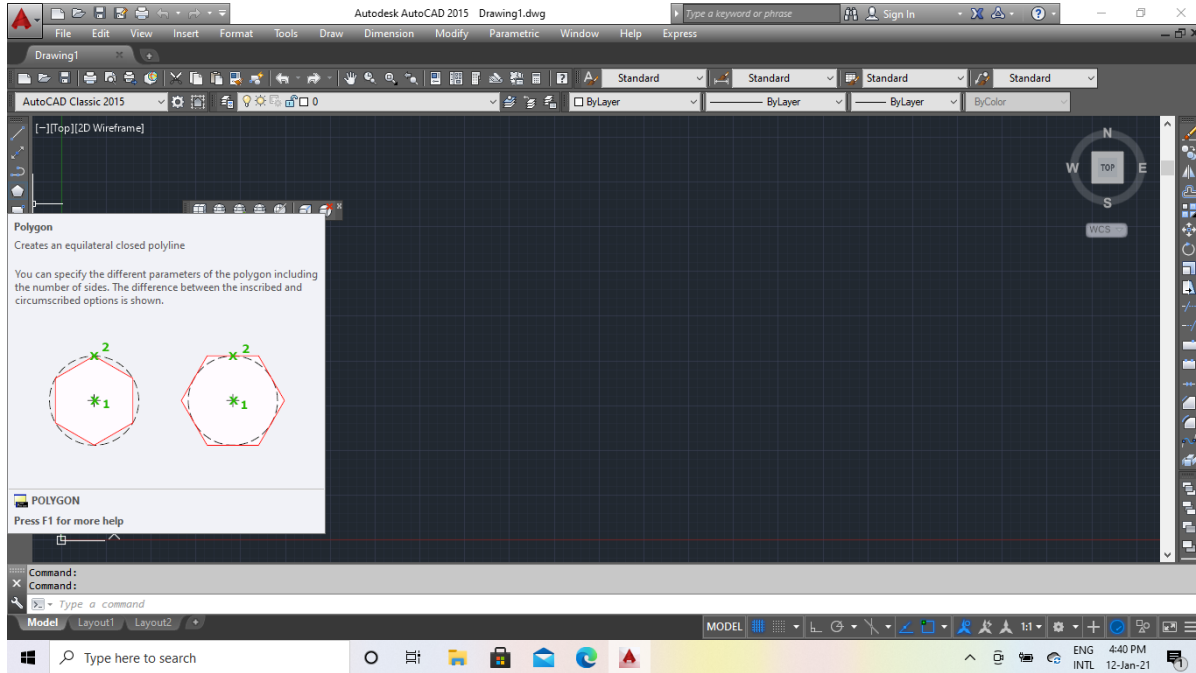 Autodesk AutoCAD 2015 Drawing1.dwg
Type a keyword or phrase
Sign In
File Edit View Insert Format Tools Draw Dimension Modify Parametric Window Help Express
Drawing1
Standard Standard Standard Standard
AutoCAD Classic 2015 0 ByLayer ByLayer ByLayer ByColor
[−][Top][2D Wireframe]
N
W TOP E
S
WCS
Polygon
Creates an equilateral closed polyline
You can specify the different parameters of the polygon including
the number of sides. The difference between the inscribed and
circumscribed options is shown.
2 2
1 1
POLYGON
Press F1 for more help
Command:
Command:
Type a command
Model Layout1 Layout2 +
MODEL 1:1
Type here to search
ENG 4:40 PM
INTL 12-Jan-21
1